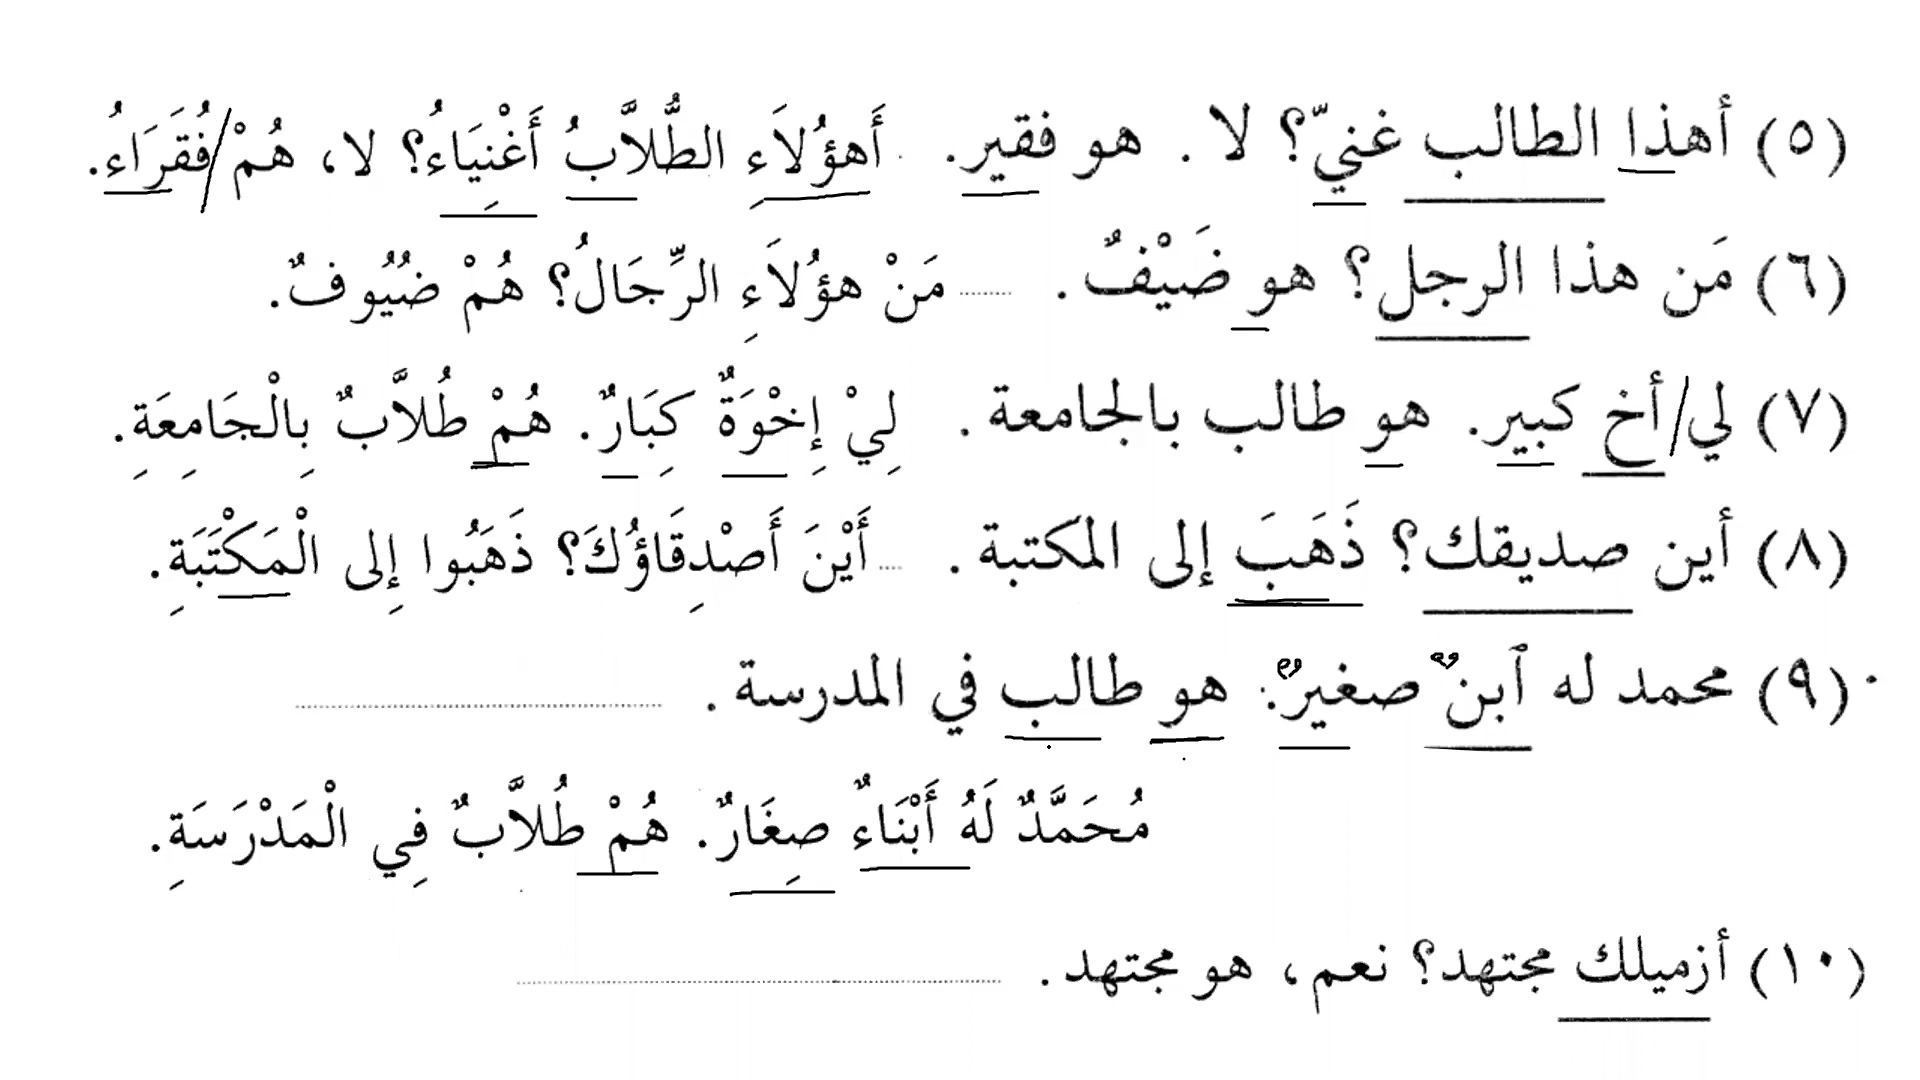 (٥) أهذا الطالب غنيّ؟ لا . هو فقير. أَهؤُلَاءِ الطُّلَّابُ أَغْنِيَاءُ؟ لا، هُمْ/فُقَرَاءُ.
(٦) مَن هذا الرجل؟ هو ضَيْفٌ. ...... مَنْ هؤُلَاءِ الرِّجَالُ؟ هُمْ ضُيُوفٌ.
(٧) لي/أخ كبير. هو طالب بالجامعة. لِيْ إِخْوَةٌ كِبَارٌ. هُمْ طُلَّابٌ بِالْجَامِعَةِ.
(٨) أين صديقك؟ ذَهَبَ إلى المكتبة. .... أَيْنَ أَصْدِقَاؤُكَ؟ ذَهَبُوا إِلى الْمَكْتَبَةِ.
(٩) محمد له ٱبنٌ صغيرٌ. هو طالب في المدرسة. ......................
مُحَمَّدٌ لَهُ أَبْنَاءٌ صِغَارٌ. هُمْ طُلَّابٌ فِي الْمَدْرَسَةِ.
(١٠) أزميلك مجتهد؟ نعم، هو مجتهد. ......................